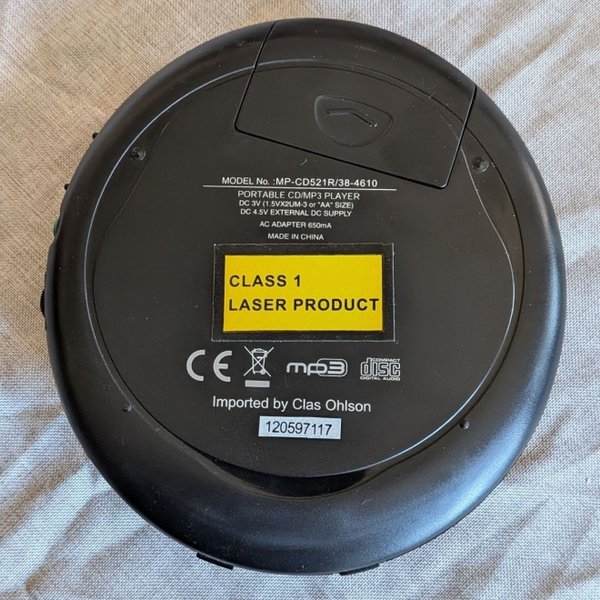 MODEL No. :MP-CD521R/38-4610
PORTABLE CD/MP3 PLAYER
DC 3V (1.5VX2UM-3 or "AA" SIZE)
DC 4.5V EXTERNAL DC SUPPLY
AC ADAPTER 650mA
MADE IN CHINA
CLASS 1
LASER PRODUCT
CE mp3 COMPACT disc DIGITAL AUDIO
Imported by Clas Ohlson
120597117